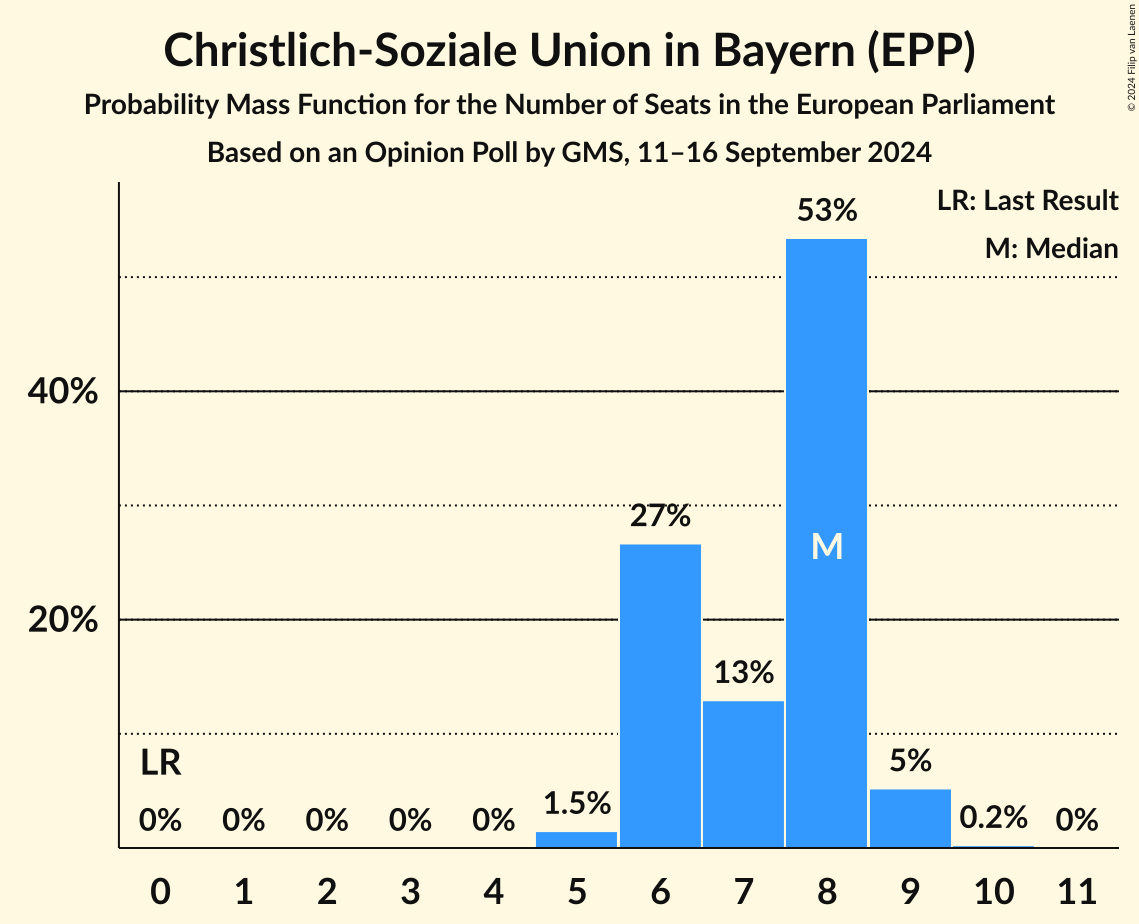 Christlich-Soziale Union in Bayern (EPP)
Probability Mass Function for the Number of Seats in the European Parliament
Based on an Opinion Poll by GMS, 11–16 September 2024
© 2024 Filip van Laenen
LR: Last Result
M: Median
53%
40%
27%
M
20%
13%
LR
5%
0% 0% 0% 0% 0% 1.5% 0.2% 0%
0 1 2 3 4 5 6 7 8 9 10 11